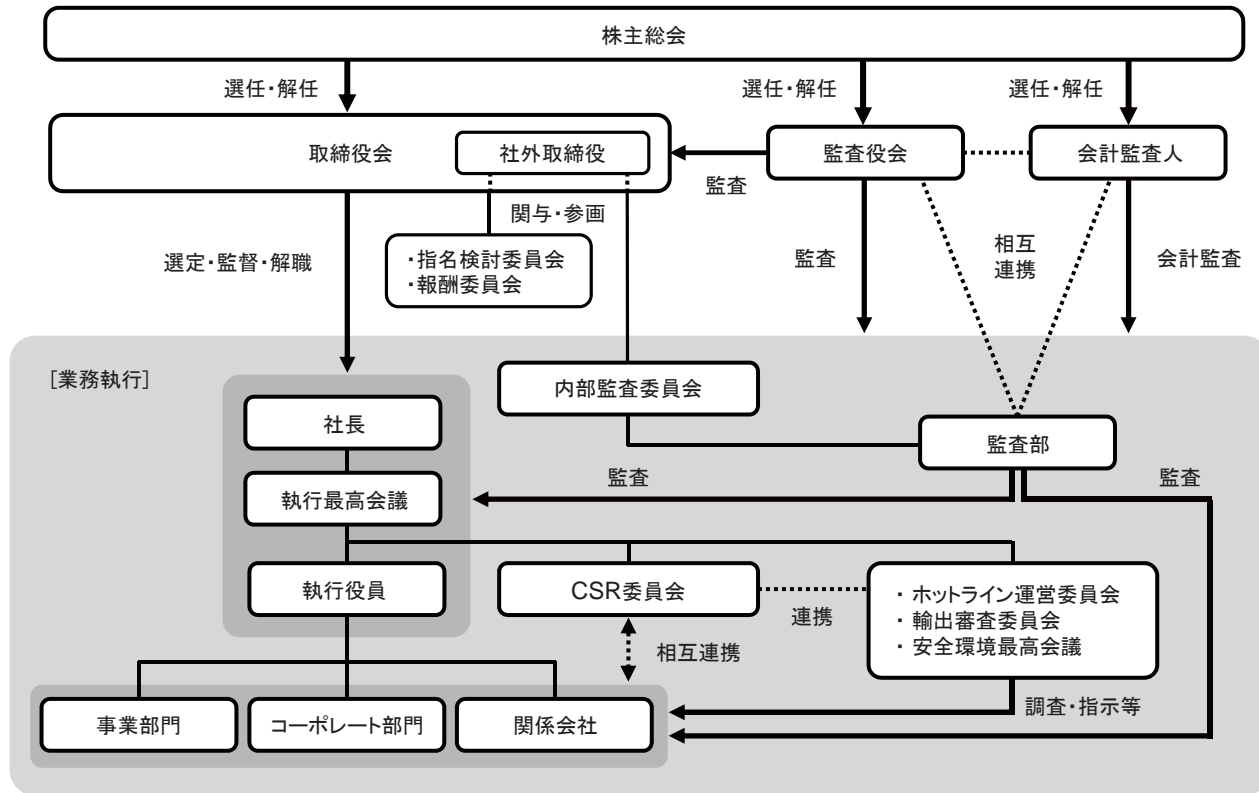 株主総会
選任・解任
選任・解任
選任・解任
取締役会
社外取締役
監査役会
会計監査人
監査
関与・参画
選定・監督・解職
・指名検討委員会
・報酬委員会
監査
相互
連携
会計監査
[業務執行]
内部監査委員会
社長
監査部
監査
監査
執行最高会議
執行役員
CSR委員会
連携
・ ホットライン運営委員会
・ 輸出審査委員会
・ 安全環境最高会議
相互連携
調査・指示等
事業部門
コーポレート部門
関係会社